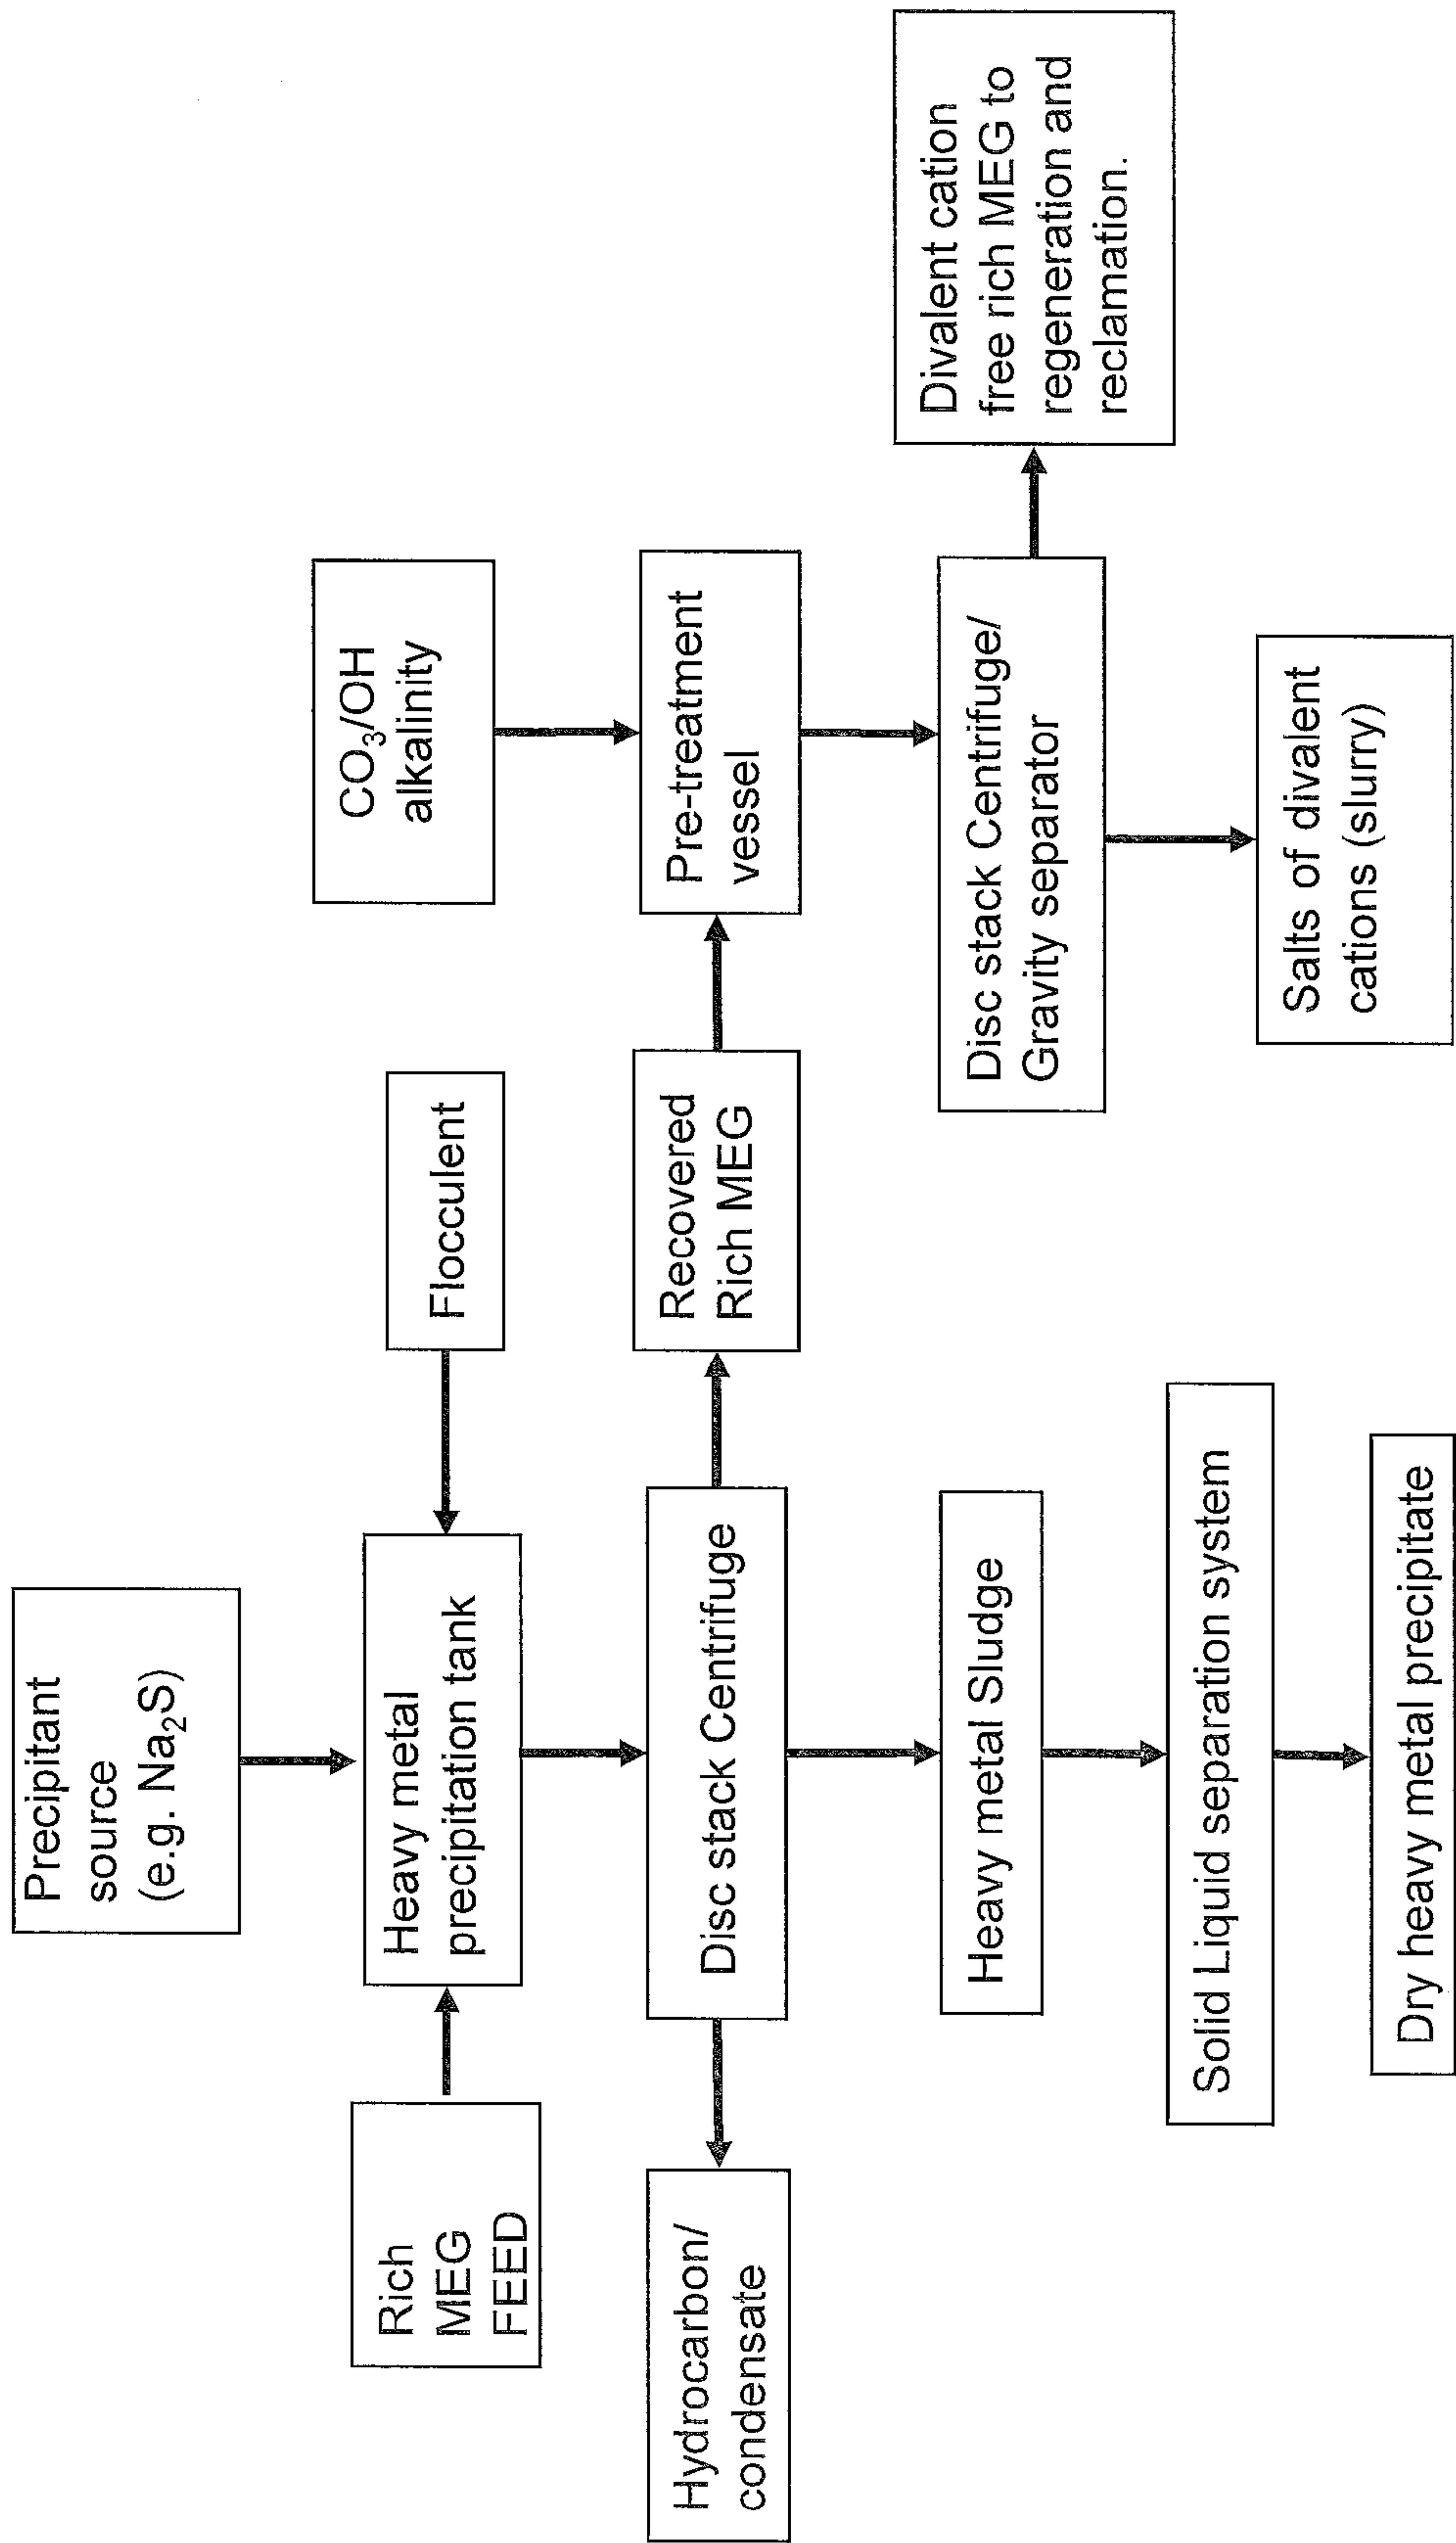 Precipitant
source
(e.g. Na₂S)
Rich
MEG
FEED
Heavy metal
precipitation tank
Flocculent
CO₃/OH
alkalinity
Hydrocarbon/
condensate
Disc stack Centrifuge
Recovered
Rich MEG
Pre-treatment
vessel
Heavy metal Sludge
Disc stack Centrifuge/
Gravity separator
Divalent cation
free rich MEG to
regeneration and
reclamation.
Solid Liquid separation system
Salts of divalent
cations (slurry)
Dry heavy metal precipitate